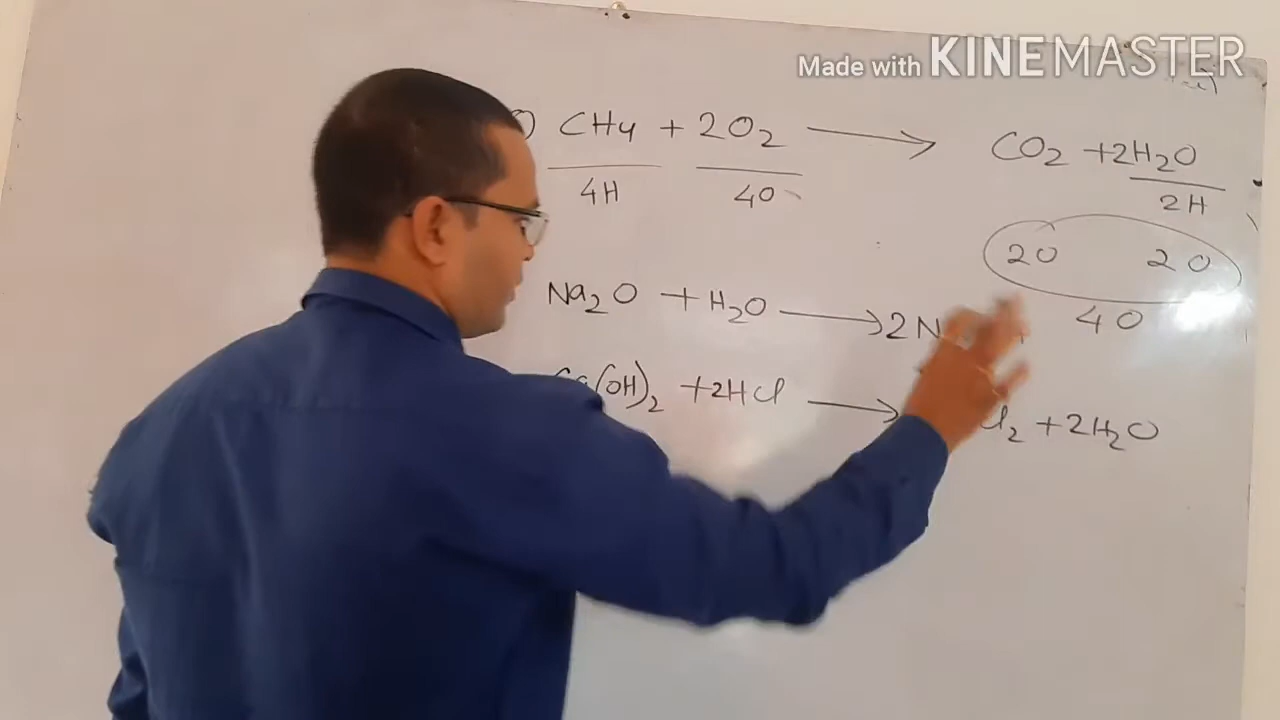 Made with KINEMASTER
CH4 + 2O2 ⟶ CO2 + 2H2O
4H 4O 2H
2O 2O
Na2O + H2O ⟶ 2N
4O
(OH)2 + 2HCl ⟶ l2 + 2H2O